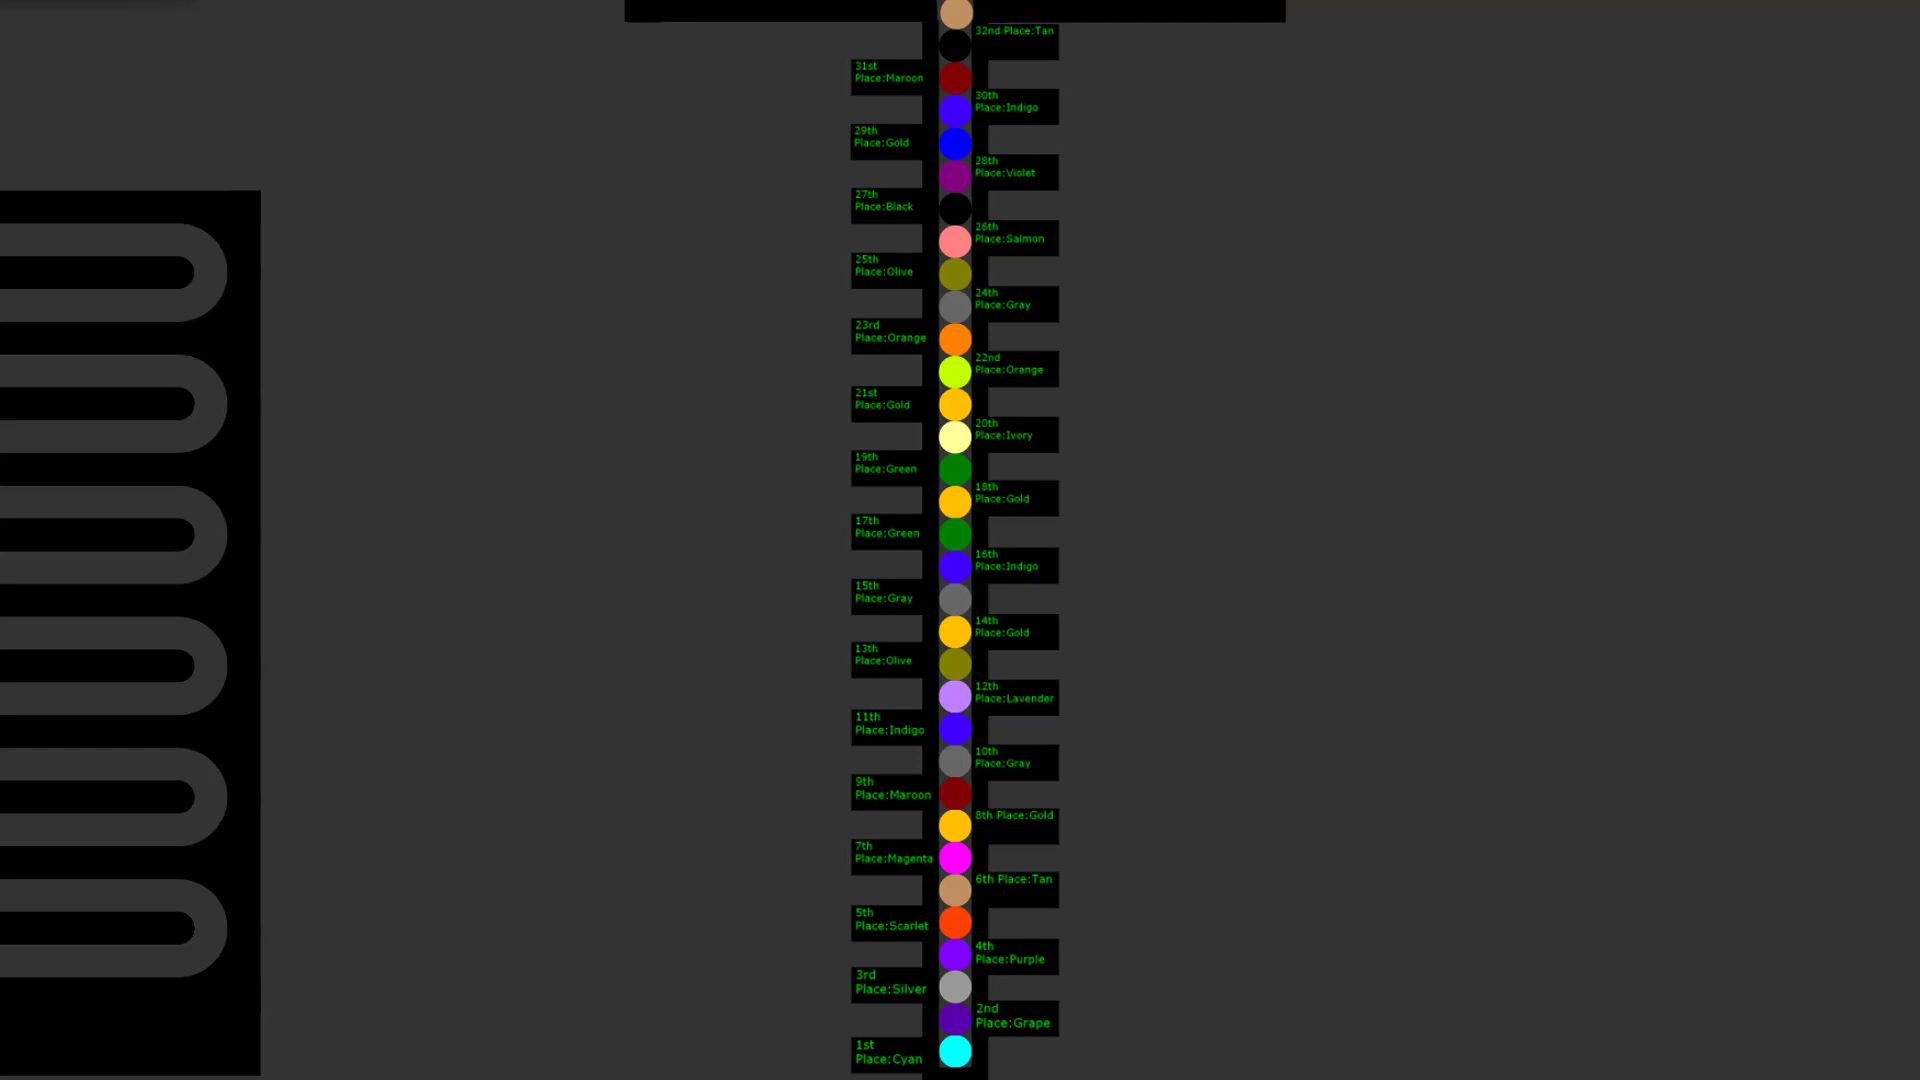 32nd Place:Tan
31st
Place:Maroon
30th
Place:Indigo
29th
Place:Gold
28th
Place:Violet
27th
Place:Black
26th
Place:Salmon
25th
Place:Olive
24th
Place:Gray
23rd
Place:Orange
22nd
Place:Orange
21st
Place:Gold
20th
Place:Ivory
19th
Place:Green
18th
Place:Gold
17th
Place:Green
16th
Place:Indigo
15th
Place:Gray
14th
Place:Gold
13th
Place:Olive
12th
Place:Lavender
11th
Place:Indigo
10th
Place:Gray
9th
Place:Maroon
8th Place:Gold
7th
Place:Magenta
6th Place:Tan
5th
Place:Scarlet
4th
Place:Purple
3rd
Place:Silver
2nd
Place:Grape
1st
Place:Cyan